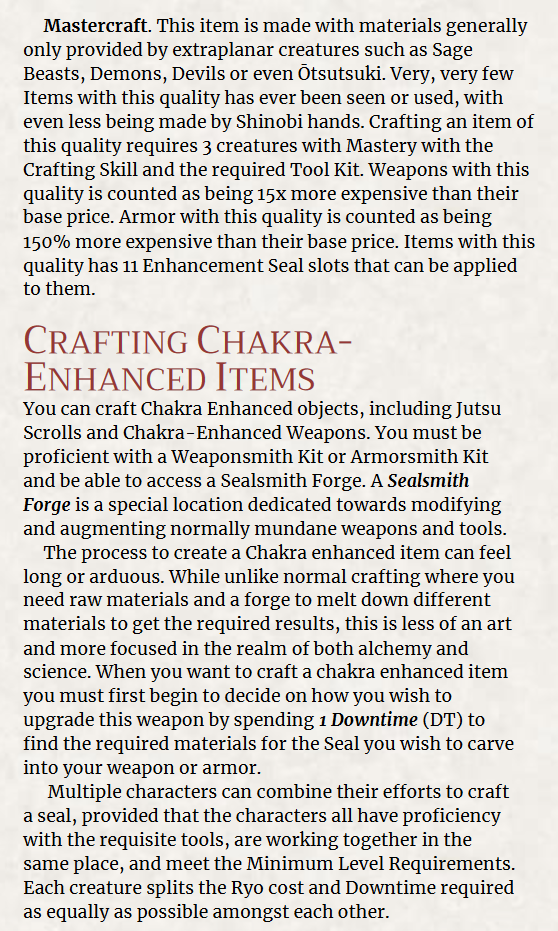 Mastercraft. This item is made with materials generally
only provided by extraplanar creatures such as Sage
Beasts, Demons, Devils or even Ōtsutsuki. Very, very few
Items with this quality has ever been seen or used, with
even less being made by Shinobi hands. Crafting an item of
this quality requires 3 creatures with Mastery with the
Crafting Skill and the required Tool Kit. Weapons with this
quality is counted as being 15x more expensive than their
base price. Armor with this quality is counted as being
150% more expensive than their base price. Items with this
quality has 11 Enhancement Seal slots that can be applied
to them.
CRAFTING CHAKRA-
ENHANCED ITEMS
You can craft Chakra Enhanced objects, including Jutsu
Scrolls and Chakra-Enhanced Weapons. You must be
proficient with a Weaponsmith Kit or Armorsmith Kit
and be able to access a Sealsmith Forge. A Sealsmith
Forge is a special location dedicated towards modifying
and augmenting normally mundane weapons and tools.
The process to create a Chakra enhanced item can feel
long or arduous. While unlike normal crafting where you
need raw materials and a forge to melt down different
materials to get the required results, this is less of an art
and more focused in the realm of both alchemy and
science. When you want to craft a chakra enhanced item
you must first begin to decide on how you wish to
upgrade this weapon by spending 1 Downtime (DT) to
find the required materials for the Seal you wish to carve
into your weapon or armor.
Multiple characters can combine their efforts to craft
a seal, provided that the characters all have proficiency
with the requisite tools, are working together in the
same place, and meet the Minimum Level Requirements.
Each creature splits the Ryo cost and Downtime required
as equally as possible amongst each other.